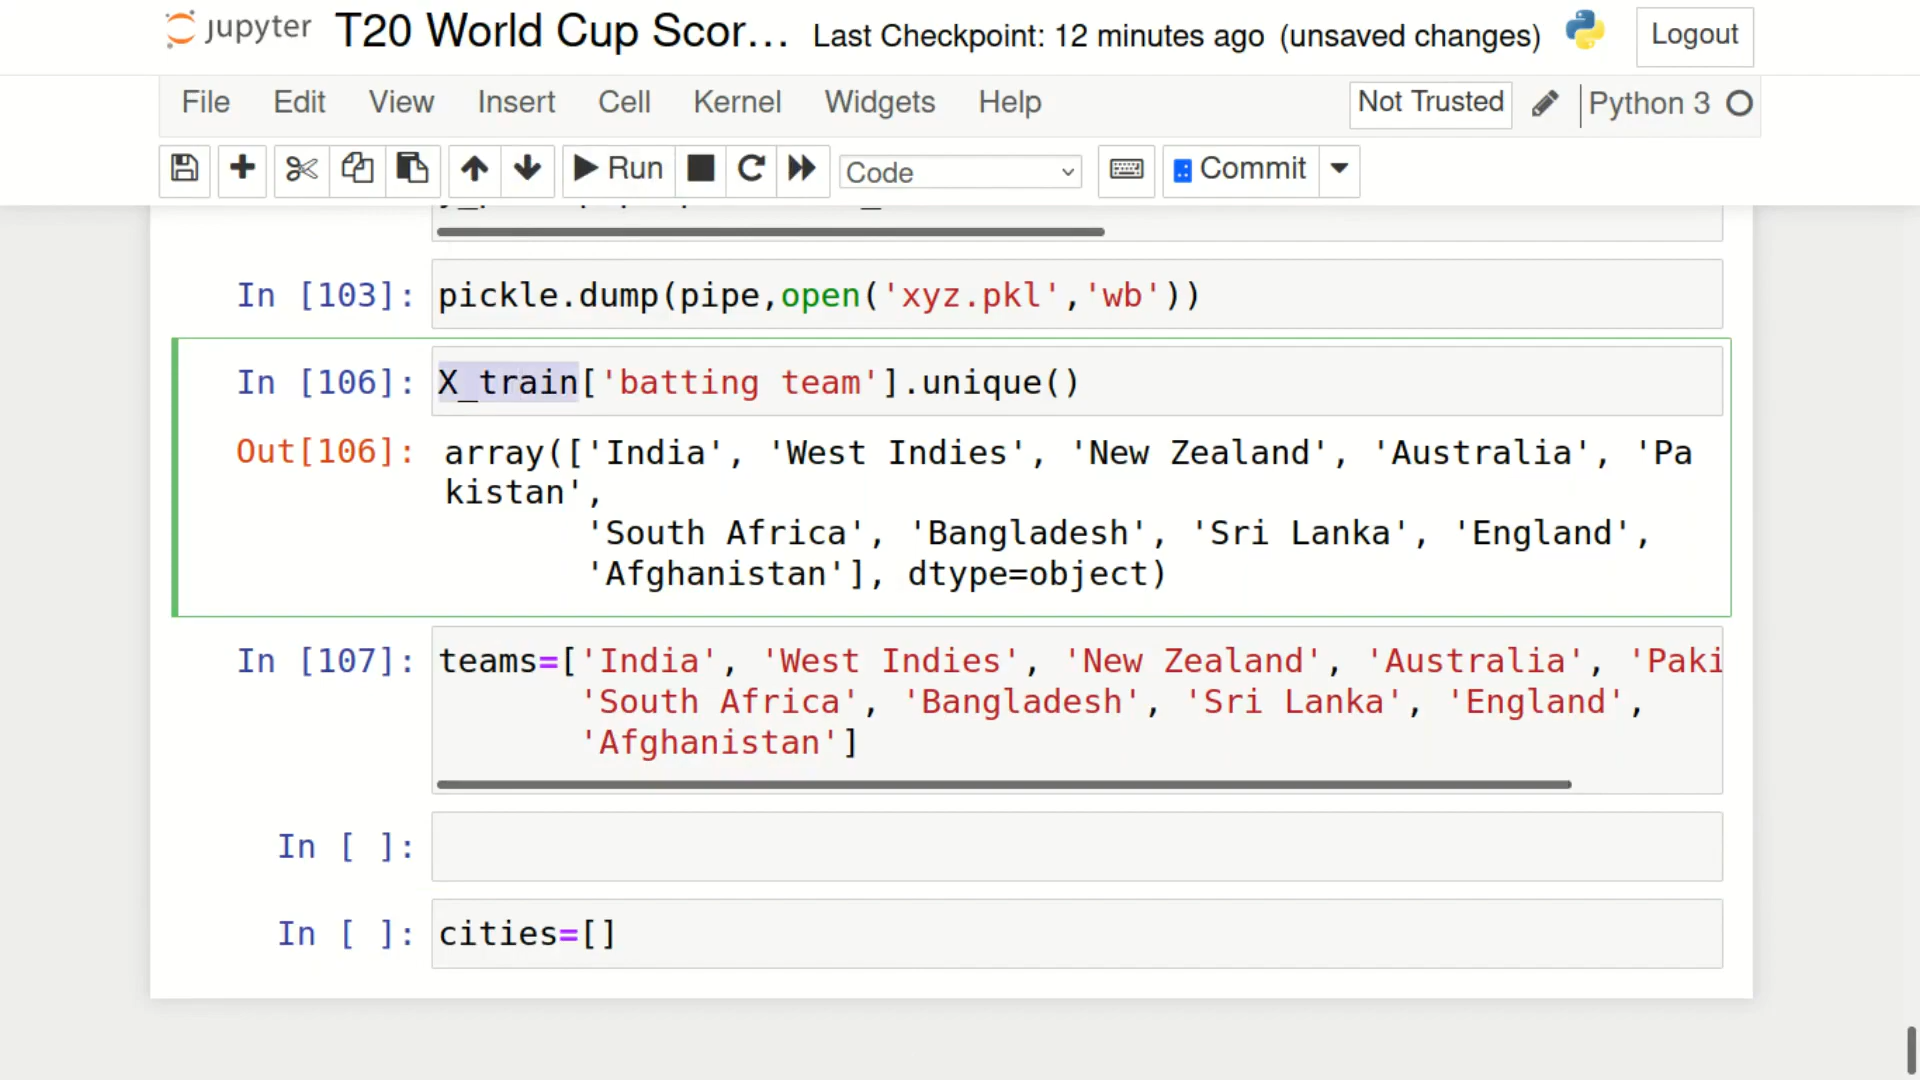 jupyter T20 World Cup Scor... Last Checkpoint: 12 minutes ago (unsaved changes) Logout
File Edit View Insert Cell Kernel Widgets Help Not Trusted Python 3
Run Code Commit
In [103]: pickle.dump(pipe,open('xyz.pkl','wb'))
In [106]: X_train['batting team'].unique()
Out[106]: array(['India', 'West Indies', 'New Zealand', 'Australia', 'Pa
kistan',
'South Africa', 'Bangladesh', 'Sri Lanka', 'England',
'Afghanistan'], dtype=object)
In [107]: teams=['India', 'West Indies', 'New Zealand', 'Australia', 'Paki
'South Africa', 'Bangladesh', 'Sri Lanka', 'England',
'Afghanistan']
In [ ]:
In [ ]: cities=[]